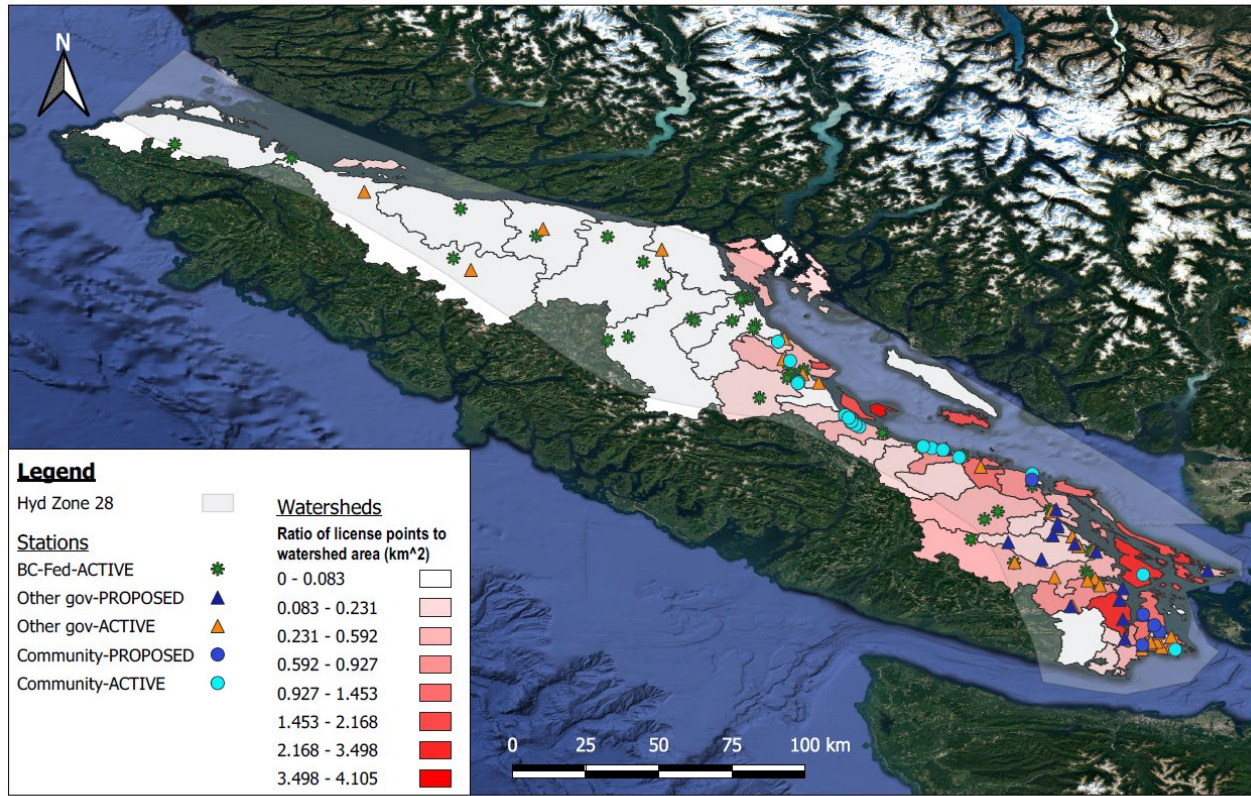 N
Legend
Hyd Zone 28
Stations
BC-Fed-ACTIVE
Other gov-PROPOSED
Other gov-ACTIVE
Community-PROPOSED
Community-ACTIVE
Watersheds
Ratio of license points to
watershed area (km^2)
0 - 0.083
0.083 - 0.231
0.231 - 0.592
0.592 - 0.927
0.927 - 1.453
1.453 - 2.168
2.168 - 3.498
3.498 - 4.105
0 25 50 75 100 km